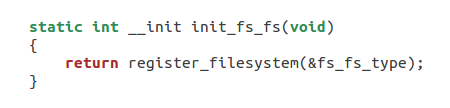 static int __init init_fs_fs(void)
{
    return register_filesystem(&fs_fs_type);
}